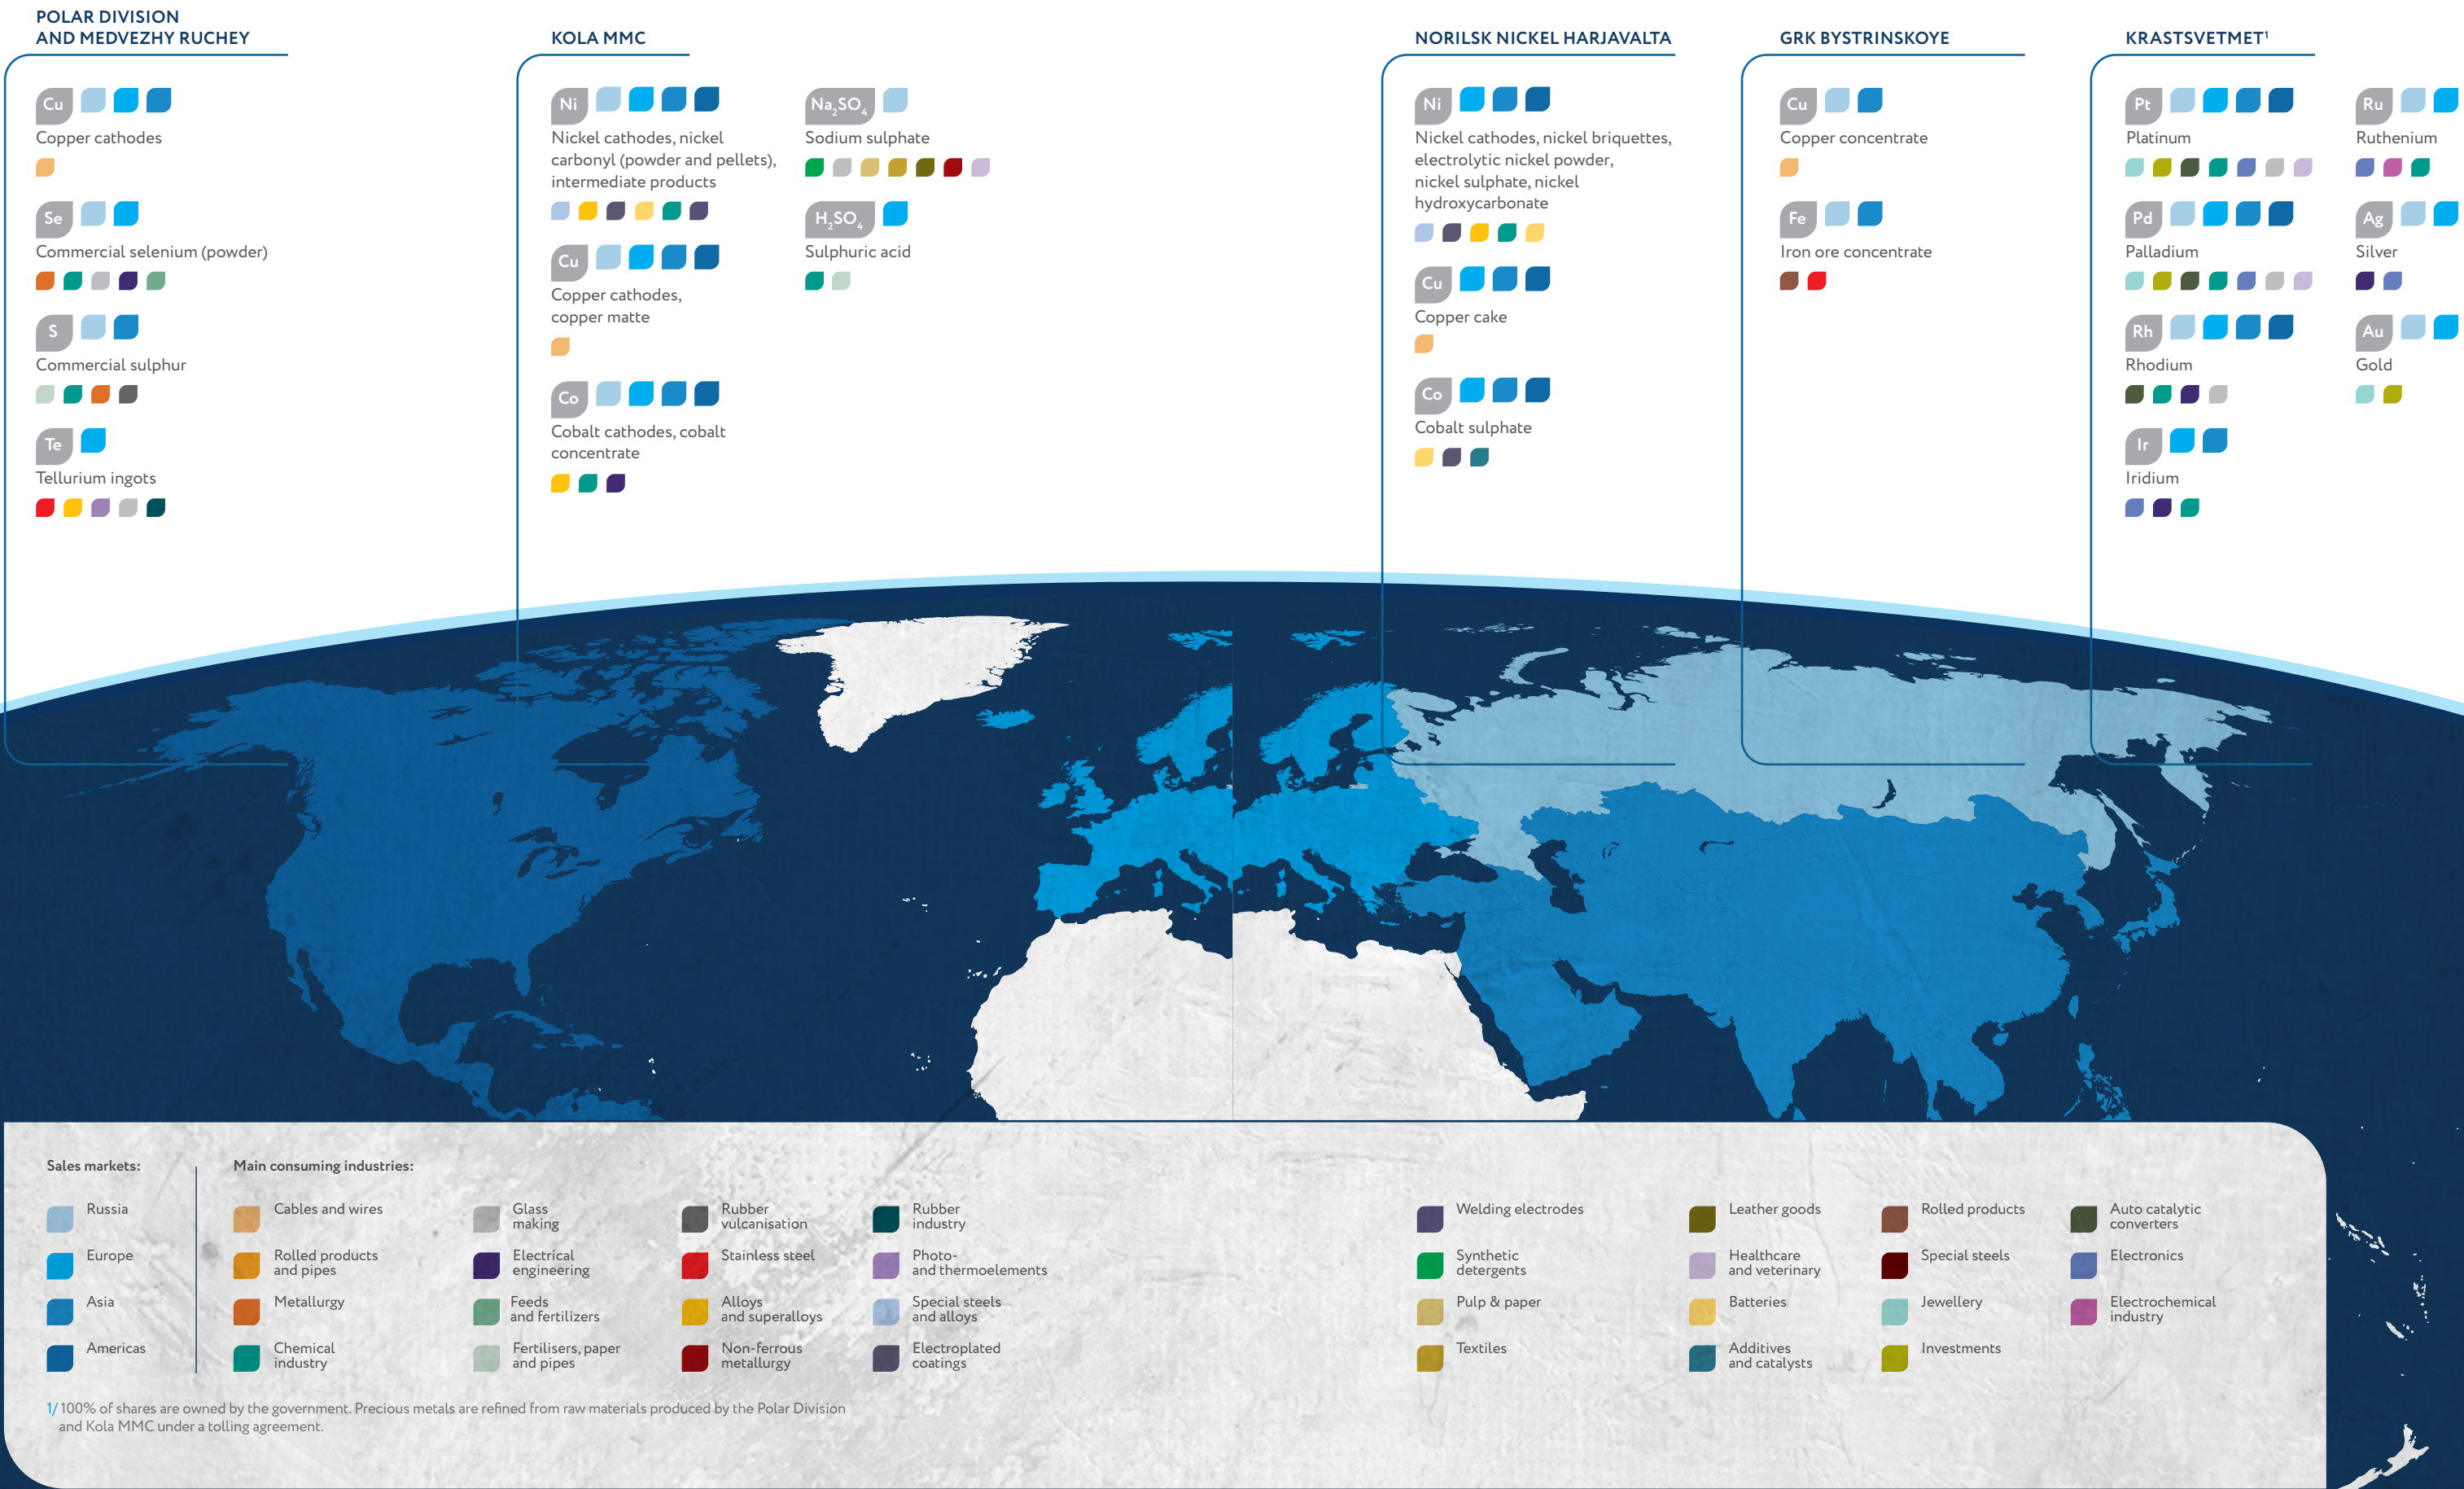 POLAR DIVISION
AND MEDVEZHY RUCHEY
Cu
Copper cathodes
Se
Commercial selenium (powder)
S
Commercial sulphur
Te
Tellurium ingots
KOLA MMC
Ni
Nickel cathodes, nickel
carbonyl (powder and pellets),
intermediate products
Cu
Copper cathodes,
copper matte
Co
Cobalt cathodes, cobalt
concentrate
Na₂SO₄
Sodium sulphate
H₂SO₄
Sulphuric acid
NORILSK NICKEL HARJAVALTA
Ni
Nickel cathodes, nickel briquettes,
electrolytic nickel powder,
nickel sulphate, nickel
hydroxycarbonate
Cu
Copper cake
Co
Cobalt sulphate
GRK BYSTRINSKOYE
Cu
Copper concentrate
Fe
Iron ore concentrate
KRASTSVETMET¹
Pt
Platinum
Pd
Palladium
Rh
Rhodium
Ir
Iridium
Ru
Ruthenium
Ag
Silver
Au
Gold
Sales markets:
Russia
Europe
Asia
Americas
Main consuming industries:
Cables and wires
Rolled products
and pipes
Metallurgy
Chemical
industry
Glass
making
Electrical
engineering
Feeds
and fertilizers
Fertilisers, paper
and pipes
Rubber
vulcanisation
Stainless steel
Alloys
and superalloys
Non-ferrous
metallurgy
Rubber
industry
Photo-
and thermoelements
Special steels
and alloys
Electroplated
coatings
Welding electrodes
Synthetic
detergents
Pulp & paper
Textiles
Leather goods
Healthcare
and veterinary
Batteries
Additives
and catalysts
Rolled products
Special steels
Jewellery
Investments
Auto catalytic
converters
Electronics
Electrochemical
industry
1/ 100% of shares are owned by the government. Precious metals are refined from raw materials produced by the Polar Division
and Kola MMC under a tolling agreement.